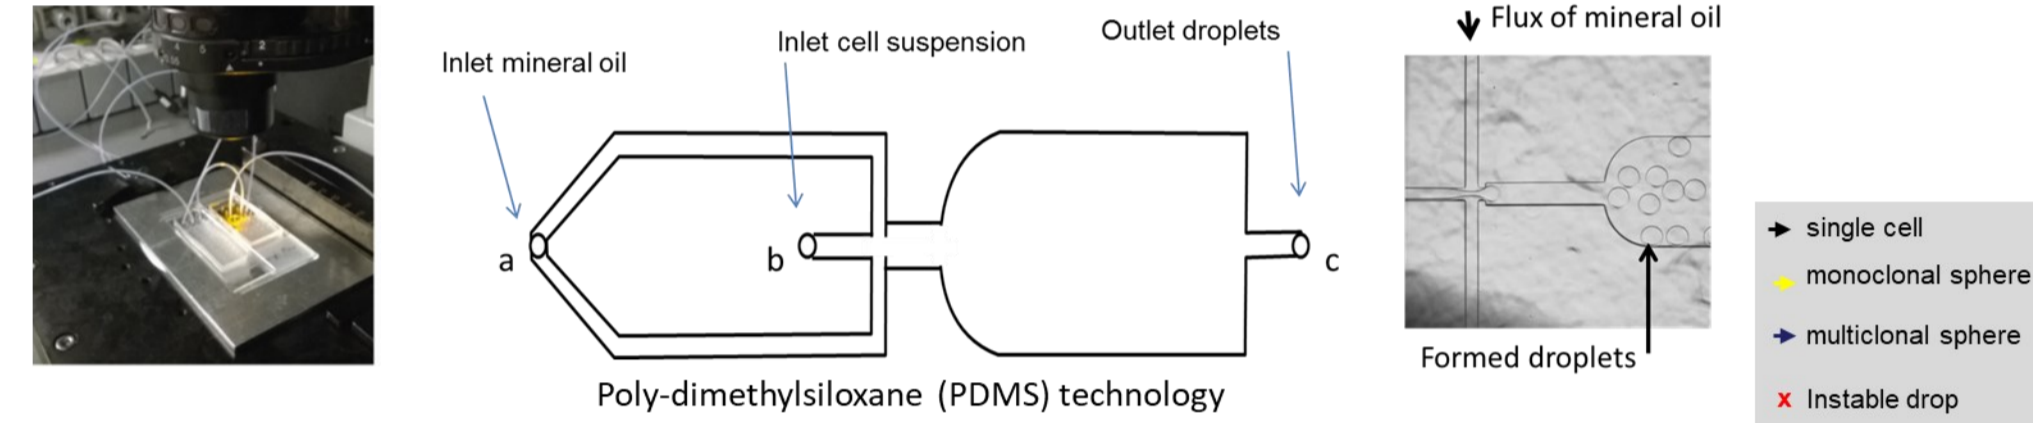 Inlet mineral oil
Inlet cell suspension
Outlet droplets
a
b
c
Poly-dimethylsiloxane (PDMS) technology
Flux of mineral oil
Formed droplets
single cell
monoclonal sphere
multiclonal sphere
x Instable drop